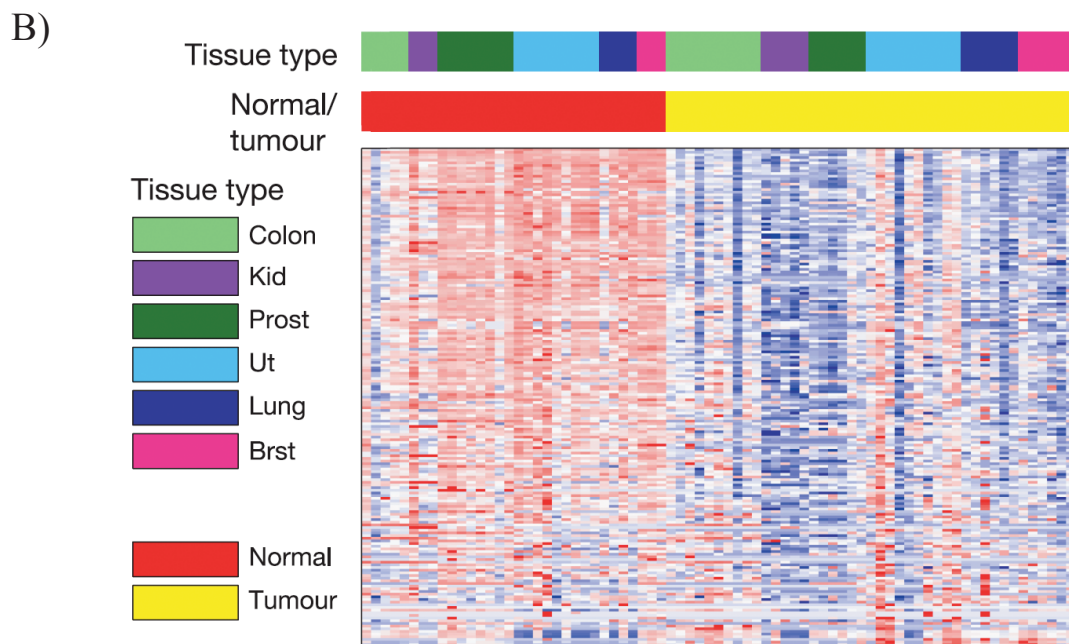 B)
Tissue type
Normal/
tumour
Tissue type
Colon
Kid
Prost
Ut
Lung
Brst
Normal
Tumour